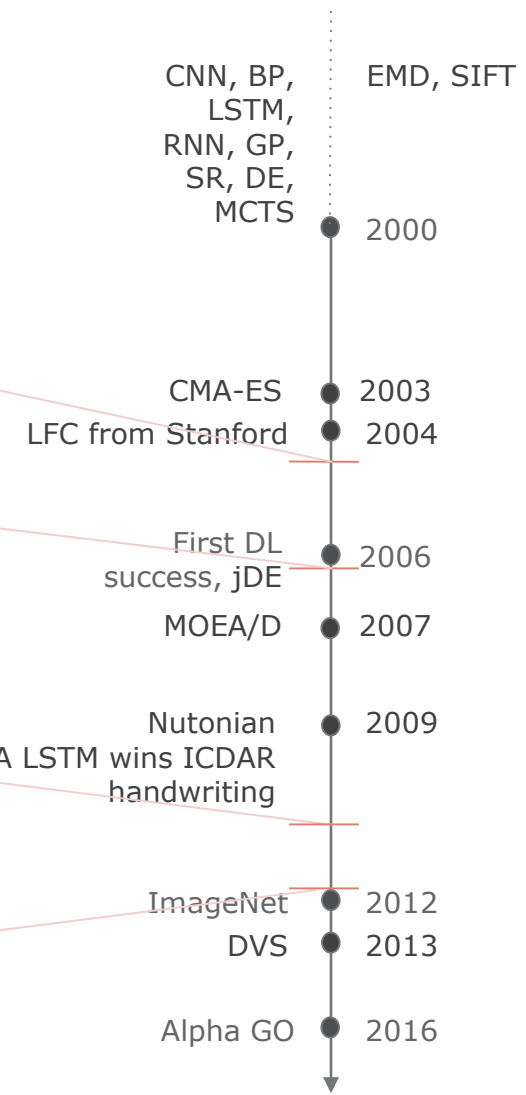 CNN, BP,
LSTM,
RNN, GP,
SR, DE,
MCTS
EMD, SIFT
2000
CMA-ES
2003
LFC from Stanford
2004
First DL
success, jDE
2006
MOEA/D
2007
Nutonian
2009
A LSTM wins ICDAR
handwriting
ImageNet
2012
DVS
2013
Alpha GO
2016